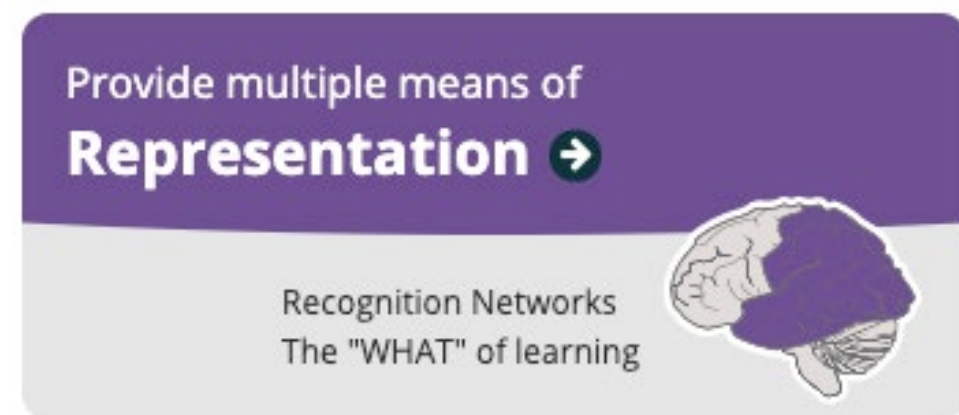 Provide multiple means of
Representation
Recognition Networks
The "WHAT" of learning